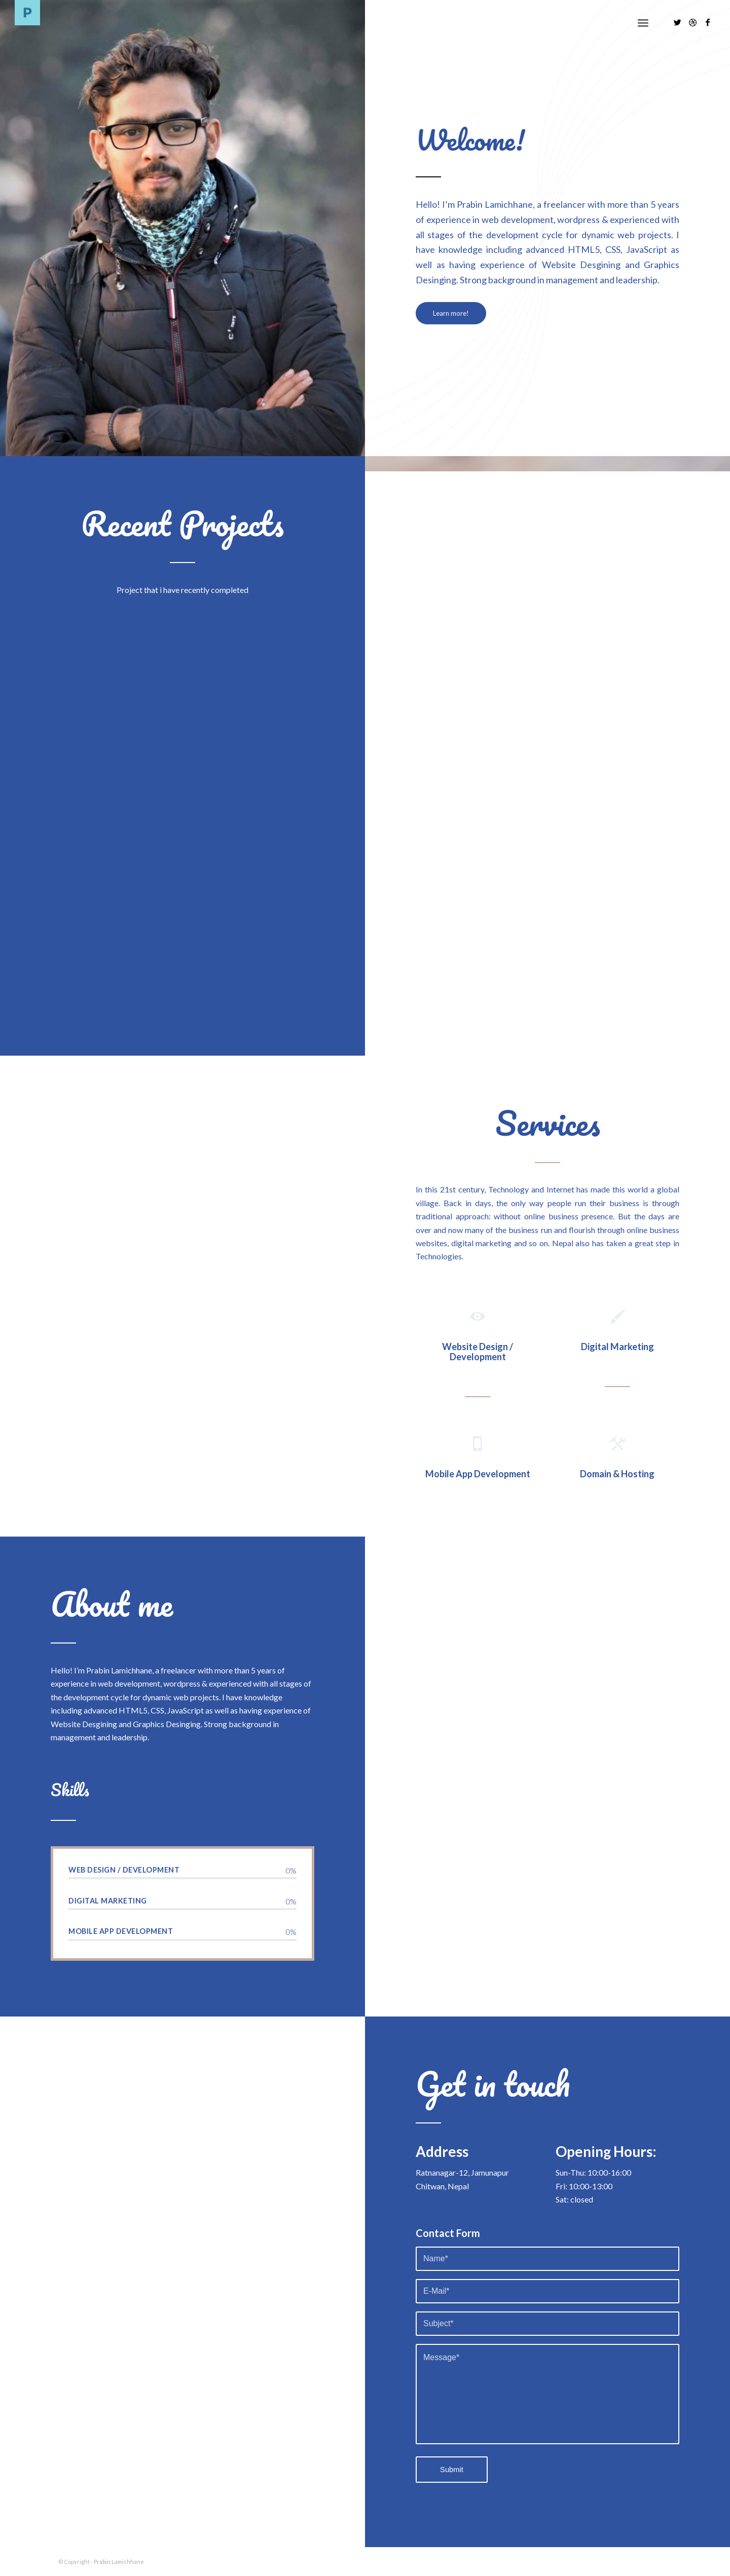 P
Welcome!
Hello! I'm Prabin Lamichhane, a freelancer with more than 5 years
of experience in web development, wordpress & experienced with
all stages of the development cycle for dynamic web projects. I
have knowledge including advanced HTML5, CSS, JavaScript as
well as having experience of Website Desgining and Graphics
Desinging. Strong background in management and leadership.
Learn more!
Recent Projects
Project that i have recently completed
Services
In this 21st century, Technology and Internet has made this world a global
village. Back in days, the only way people run their business is through
traditional approach: without online business presence. But the days are
over and now many of the business run and flourish through online business
websites, digital marketing and so on. Nepal also has taken a great step in
Technologies.
Website Design /
Development
Digital Marketing
Mobile App Development
Domain & Hosting
About me
Hello! I'm Prabin Lamichhane, a freelancer with more than 5 years of
experience in web development, wordpress & experienced with all stages of
the development cycle for dynamic web projects. I have knowledge
including advanced HTML5, CSS, JavaScript as well as having experience of
Website Desgining and Graphics Desinging. Strong background in
management and leadership.
Skills
WEB DESIGN / DEVELOPMENT 0%
DIGITAL MARKETING 0%
MOBILE APP DEVELOPMENT 0%
Get in touch
Address
Ratnanagar-12, Jamunapur
Chitwan, Nepal
Opening Hours:
Sun-Thu: 10:00-16:00
Fri: 10:00-13:00
Sat: closed
Contact Form
Name*
E-Mail*
Subject*
Message*
Submit
© Copyright - Prabin Lamichhane